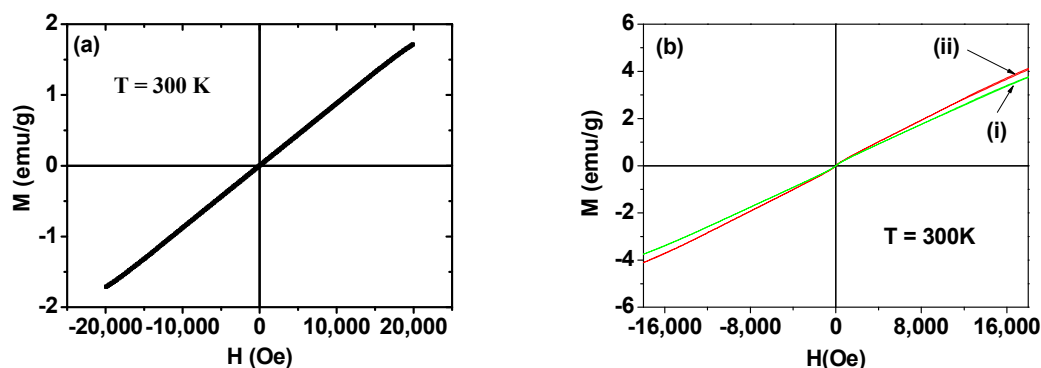 (a)
T = 300 K
M (emu/g)
2
1
0
-1
-2
-20,000 -10,000 0 10,000 20,000
H (Oe)
(b)
(ii)
(i)
T = 300K
M (emu/g)
6
4
2
0
-2
-4
-6
-16,000 -8,000 0 8,000 16,000
H(Oe)